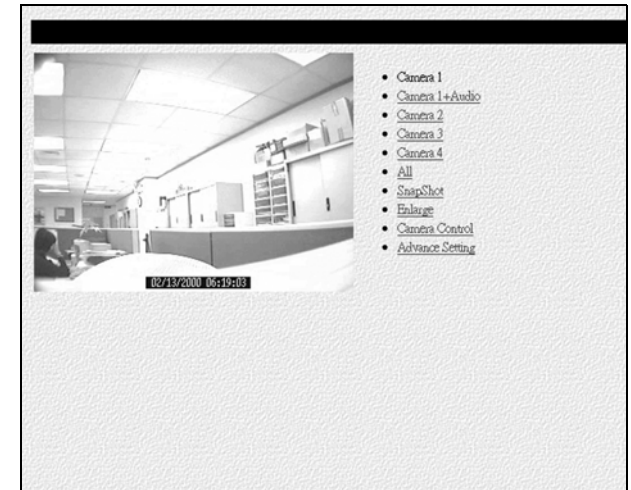 Camera 1
Camera 1+Audio
Camera 2
Camera 3
Camera 4
All
SnapShot
Enlarge
Camera Control
Advance Setting
02/13/2000 06:19:03